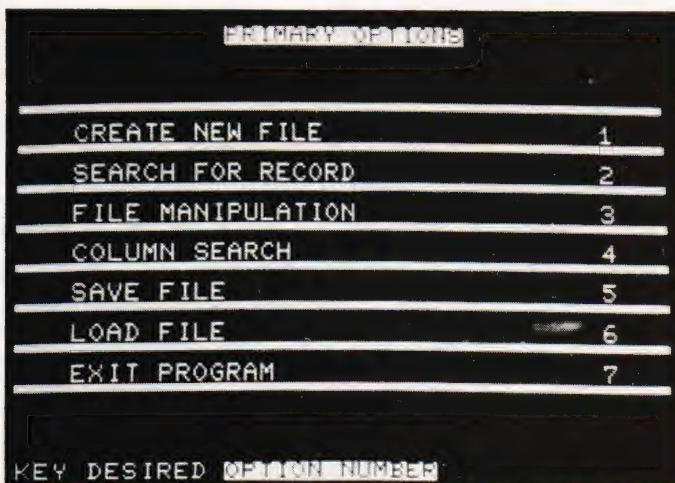 PRIMARY OPTIONS
CREATE NEW FILE 1
SEARCH FOR RECORD 2
FILE MANIPULATION 3
COLUMN SEARCH 4
SAVE FILE 5
LOAD FILE 6
EXIT PROGRAM 7
KEY DESIRED OPTION NUMBER